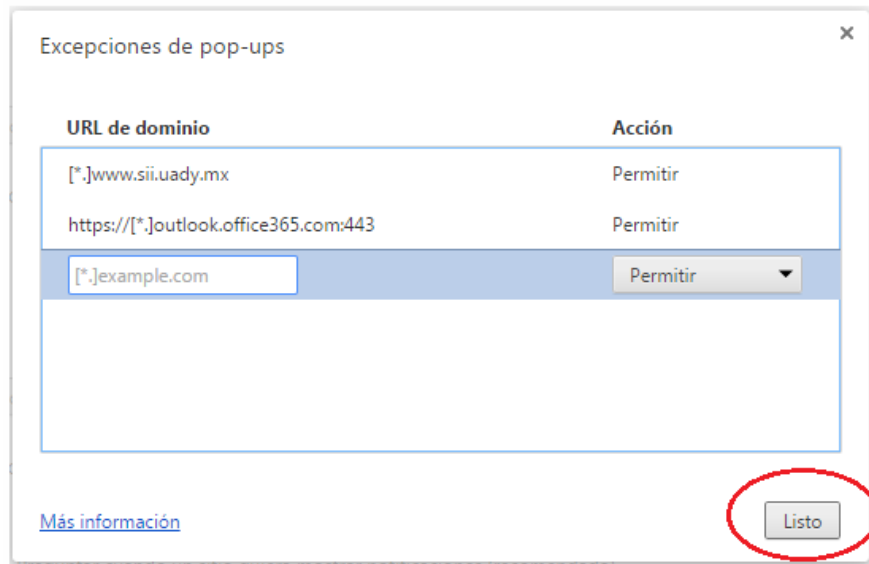 Excepciones de pop-ups
×
URL de dominio Acción
[*.]www.sii.uady.mx Permitir
https://[*.]outlook.office365.com:443 Permitir
[*.]example.com Permitir
Más información Listo